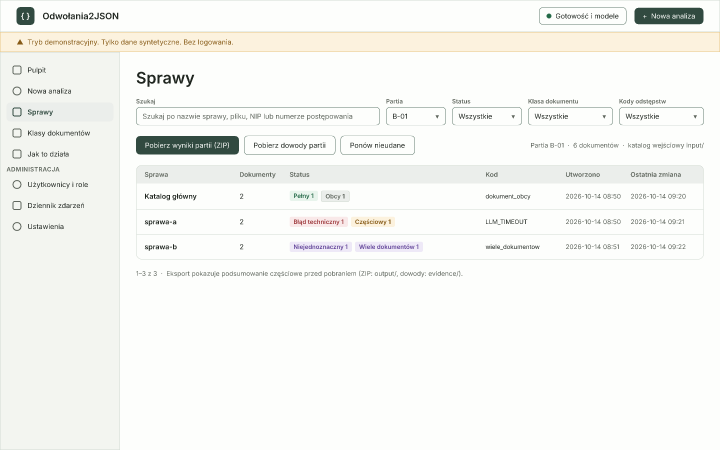 { } Odwołania2JSON
Gotowość i modele
+ Nowa analiza
Tryb demonstracyjny. Tylko dane syntetyczne. Bez logowania.
Pulpit
Nowa analiza
Sprawy
Klasy dokumentów
Jak to działa
ADMINISTRACJA
Użytkownicy i role
Dziennik zdarzeń
Ustawienia
Sprawy
Szukaj Partia Status Klasa dokumentu Kody odstępstw
Szukaj po nazwie sprawy, pliku, NIP lub numerze postępowania B-01 Wszystkie Wszystkie Wszystkie
Pobierz wyniki partii (ZIP) Pobierz dowody partii Ponów nieudane Partia B-01 · 6 dokumentów · katalog wejściowy input/
Sprawa Dokumenty Status Kod Utworzono Ostatnia zmiana
Katalog główny 2 Pełny 1 Obcy 1 dokument_obcy 2026-10-14 08:50 2026-10-14 09:20
sprawa-a 2 Błąd techniczny 1 Częściowy 1 LLM_TIMEOUT 2026-10-14 08:50 2026-10-14 09:21
sprawa-b 2 Niejednoznaczny 1 Wiele dokumentów 1 wiele_dokumentow 2026-10-14 08:51 2026-10-14 09:22
1–3 z 3 · Eksport pokazuje podsumowanie częściowe przed pobraniem (ZIP: output/, dowody: evidence/).